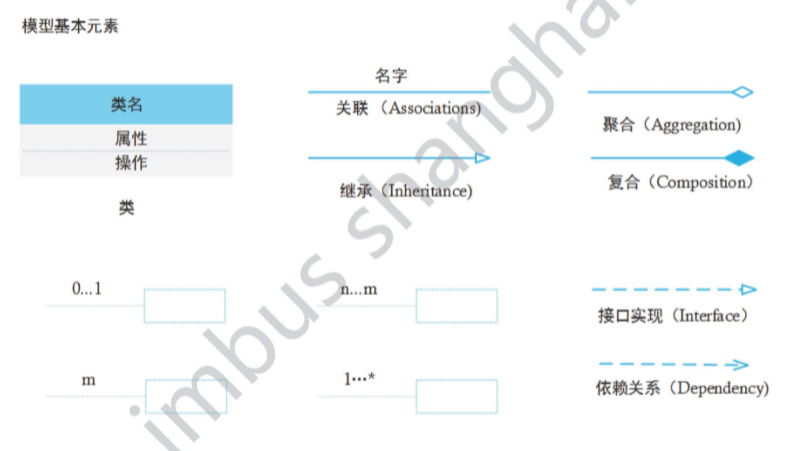 模型基本元素
类名
属性
操作
类
名字
关联 （Associations)
继承（Inheritance)
聚合（Aggregation)
复合（Composition）
0...1
n...m
m
1···*
接口实现（Interface）
依赖关系（Dependency)
imbus shangha